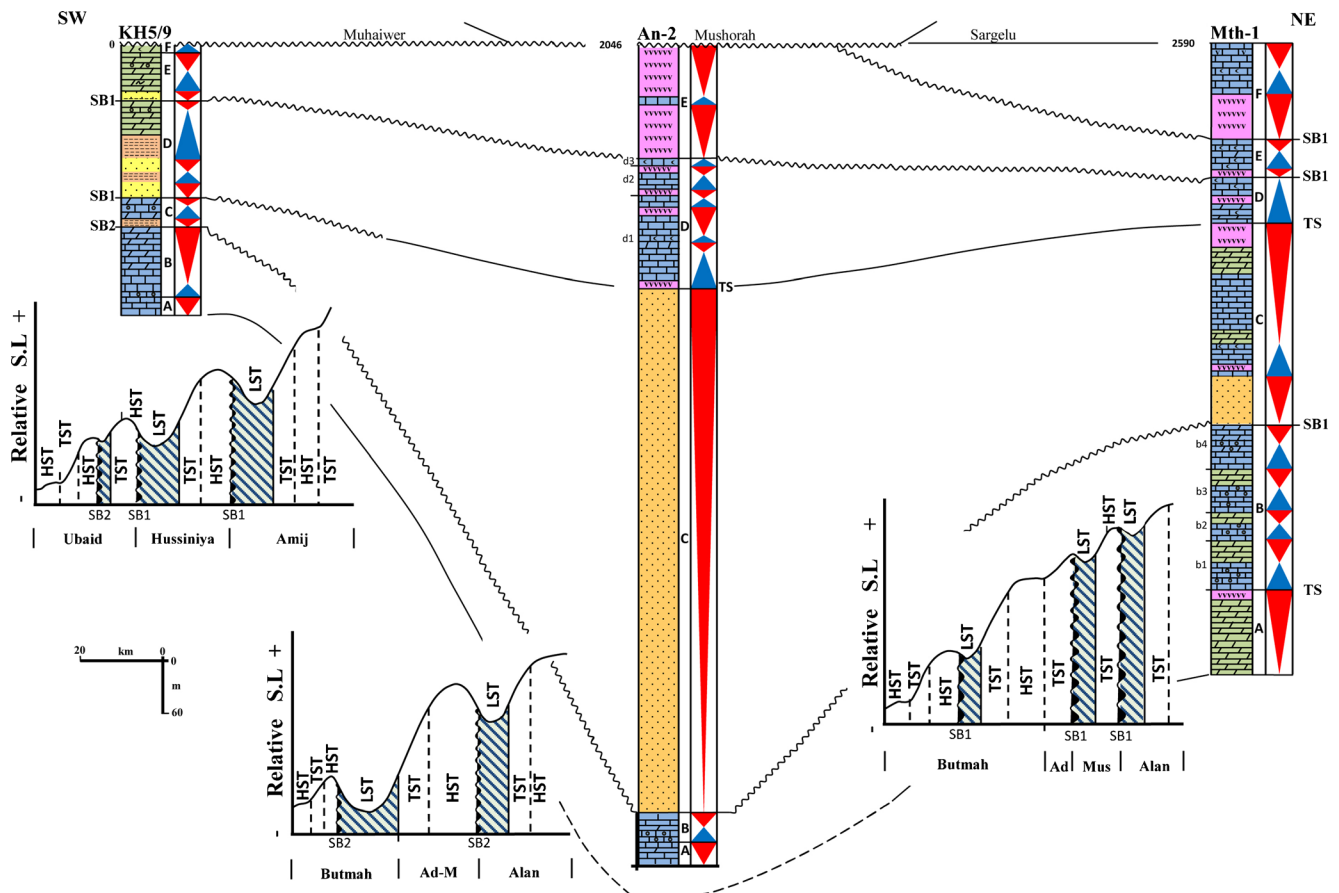 SW
NE
KH5/9
An-2
Mth-1
Muhaiwer
Mushorah
Sargelu
0
2046
2590
F
E
SB1
D
SB1
C
SB2
B
A
E
d3
d2
D
d1
TS
C
B
A
F
SB1
E
SB1
D
TS
C
SB1
b4
b3
B
b2
b1
TS
A
Relative S.L +
-
HST
TST
HST
TST
HST
LST
TST
HST
LST
TST
HST
TST
SB2
SB1
SB1
Ubaid
Hussiniya
Amij
20 km 0
0
m
60
Relative S.L +
-
HST
TST
HST
LST
TST
HST
LST
TST
HST
SB2
SB2
Butmah
Ad-M
Alan
Relative S.L +
-
HST
TST
HST
LST
TST
HST
TST
LST
TST
HST
LST
TST
SB1
SB1
SB1
Butmah
Ad
Mus
Alan